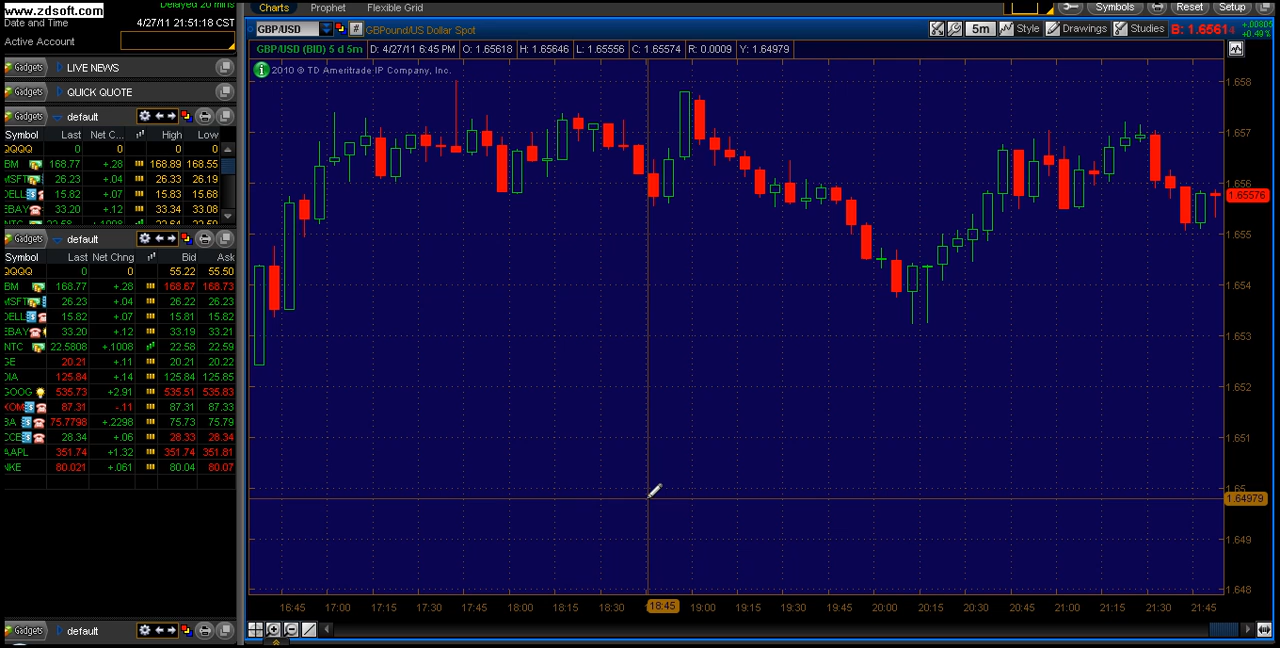 www.zdsoft.com
Delayed 20 mins
Date and Time 4/27/11 21:51:18 CST
Active Account
Gadgets LIVE NEWS
Gadgets QUICK QUOTE
Gadgets default
Symbol Last Net C... High Low
QQQQ 0 0 0 0
BM 168.77 +.28 168.89 168.55
MSFT 26.23 +.04 26.33 26.19
DELL 15.82 +.07 15.83 15.68
EBAY 33.20 +.12 33.34 33.08
Gadgets default
Symbol Last Net Chng Bid Ask
QQQQ 0 0 55.22 55.50
BM 168.77 +.28 168.67 168.73
MSFT 26.23 +.04 26.22 26.23
DELL 15.82 +.07 15.81 15.82
EBAY 33.20 +.12 33.19 33.21
NTC 22.5808 +.1008 22.58 22.59
GE 20.21 +.11 20.21 20.22
DIA 125.84 +.14 125.84 125.85
GOOG 535.73 +2.91 535.51 535.83
KOM 87.31 -.11 87.31 87.33
BA 75.7798 +.2298 75.73 75.79
CCE 28.34 +.06 28.33 28.34
AAPL 351.74 +1.32 351.74 351.81
NKE 80.021 +.061 80.04 80.07
Gadgets default
Charts Prophet Flexible Grid
Symbols Reset Setup
GBP/USD # GBPound/US Dollar Spot
5m Style Drawings Studies B: 1.65614 +.00805 +0.49%
GBP/USD (BID) 5 d 5m D: 4/27/11 6:45 PM O: 1.65618 H: 1.65646 L: 1.65556 C: 1.65574 R: 0.0009 Y: 1.64979
2010 © TD Ameritrade IP Company, Inc.
1.658
1.657
1.656
1.65576
1.655
1.654
1.653
1.652
1.651
1.65
1.64979
1.649
1.648
16:45 17:00 17:15 17:30 17:45 18:00 18:15 18:30 18:45 19:00 19:15 19:30 19:45 20:00 20:15 20:30 20:45 21:00 21:15 21:30 21:45